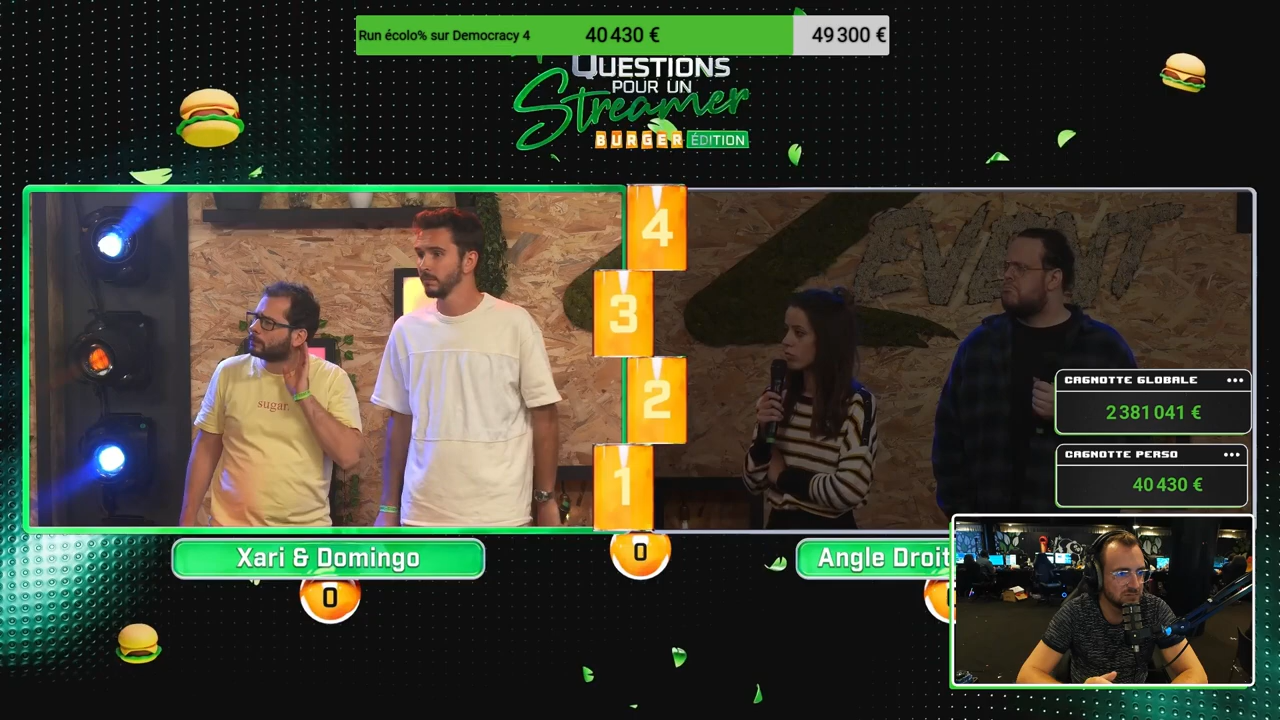 Run écolo% sur Democracy 4 40 430 € 49 300 €
QUESTIONS
POUR UN
Streamer
BURGER ÉDITION
EVENT
4
3
2
1
sugar.
CAGNOTTE GLOBALE
2 381 041 €
CAGNOTTE PERSO
40 430 €
0
Xari & Domingo
Angle Droit
0